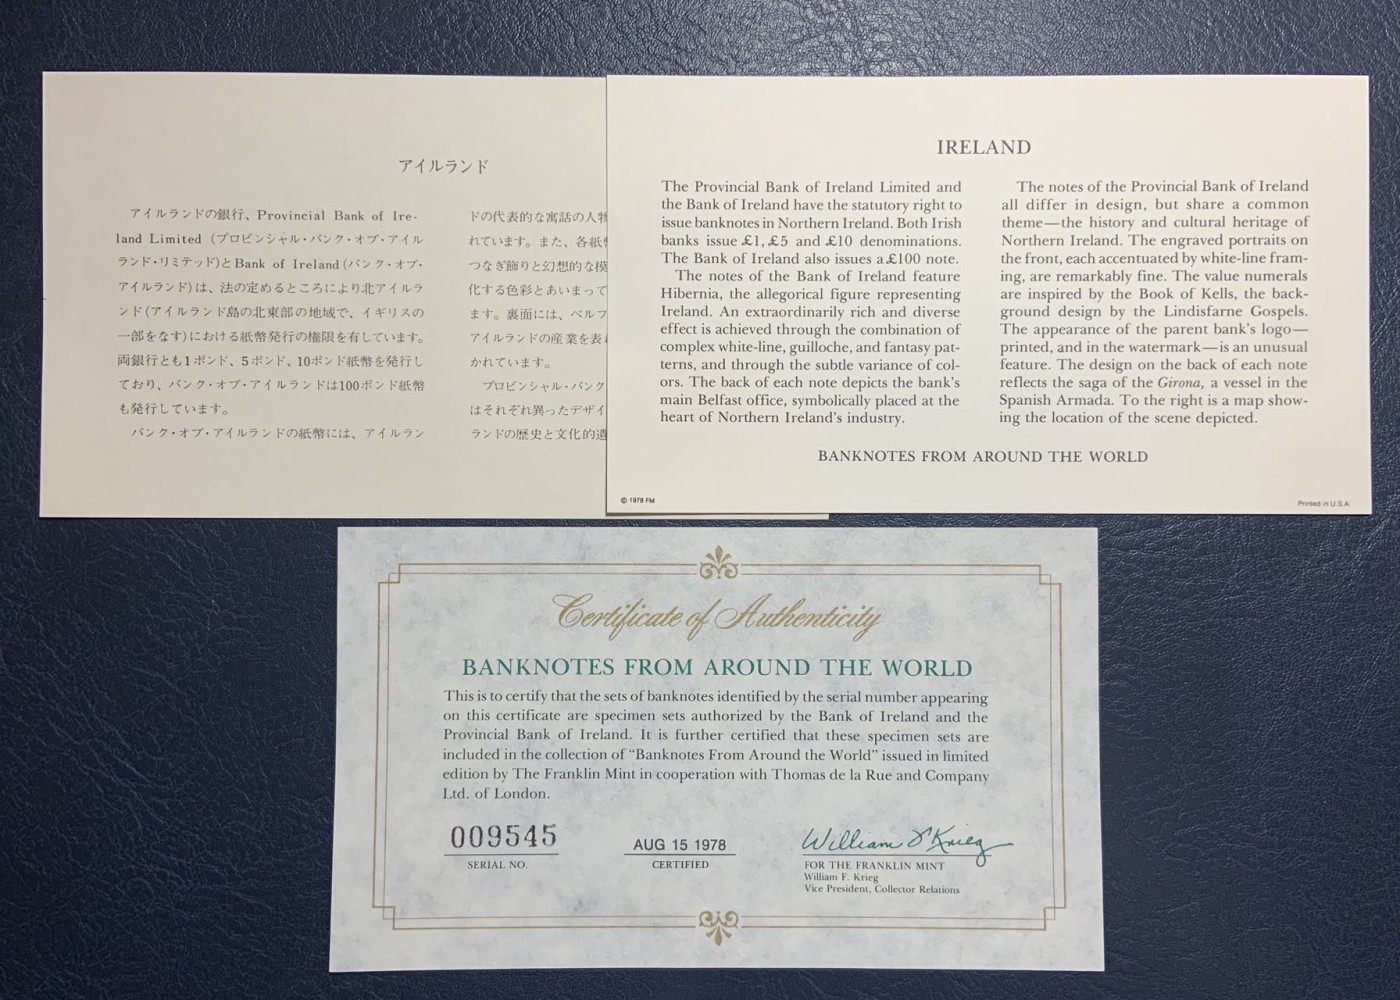 アイルランド
アイルランドの銀行、Provincial Bank of Ire-
land Limited (プロビンシャル・バンク・オブ・アイル
ランド・リミテッド)とBank of Ireland(バンク・オブ・
アイルランド)は、法の定めるところにより北アイルラ
ンド(アイルランド島の北東部の地域で、イギリスの
一部をなす)における紙幣発行の権限を有しています。
両銀行とも1ポンド、5ポンド、10ポンド紙幣を発行し
ており、バンク・オブ・アイルランドは100ポンド紙幣
も発行しています。
バンク・オブ・アイルランドの紙幣には、アイルラン
ドの代表的な寓話の人物
れています。また、各紙幣
つなぎ飾りと幻想的な模
化する色彩とあいまって
ます。裏面には、ベルフ
アイルランドの産業を表
かれています。
プロビンシャル・バンク
はそれぞれ異ったデザイ
ランドの歴史と文化的遺
IRELAND
The Provincial Bank of Ireland Limited and
the Bank of Ireland have the statutory right to
issue banknotes in Northern Ireland. Both Irish
banks issue £1, £5 and £10 denominations.
The Bank of Ireland also issues a £100 note.
The notes of the Bank of Ireland feature
Hibernia, the allegorical figure representing
Ireland. An extraordinarily rich and diverse
effect is achieved through the combination of
complex white-line, guilloche, and fantasy pat-
terns, and through the subtle variance of col-
ors. The back of each note depicts the bank's
main Belfast office, symbolically placed at the
heart of Northern Ireland's industry.
The notes of the Provincial Bank of Ireland
all differ in design, but share a common
theme—the history and cultural heritage of
Northern Ireland. The engraved portraits on
the front, each accentuated by white-line fram-
ing, are remarkably fine. The value numerals
are inspired by the Book of Kells, the back-
ground design by the Lindisfarne Gospels.
The appearance of the parent bank's logo—
printed, and in the watermark—is an unusual
feature. The design on the back of each note
reflects the saga of the Girona, a vessel in the
Spanish Armada. To the right is a map show-
ing the location of the scene depicted.
BANKNOTES FROM AROUND THE WORLD
© 1978 FM
Printed in U.S.A.
Certificate of Authenticity
BANKNOTES FROM AROUND THE WORLD
This is to certify that the sets of banknotes identified by the serial number appearing
on this certificate are specimen sets authorized by the Bank of Ireland and the
Provincial Bank of Ireland. It is further certified that these specimen sets are
included in the collection of "Banknotes From Around the World" issued in limited
edition by The Franklin Mint in cooperation with Thomas de la Rue and Company
Ltd. of London.
009545
SERIAL NO.
AUG 15 1978
CERTIFIED
William F Krieg
FOR THE FRANKLIN MINT
William F. Krieg
Vice President, Collector Relations